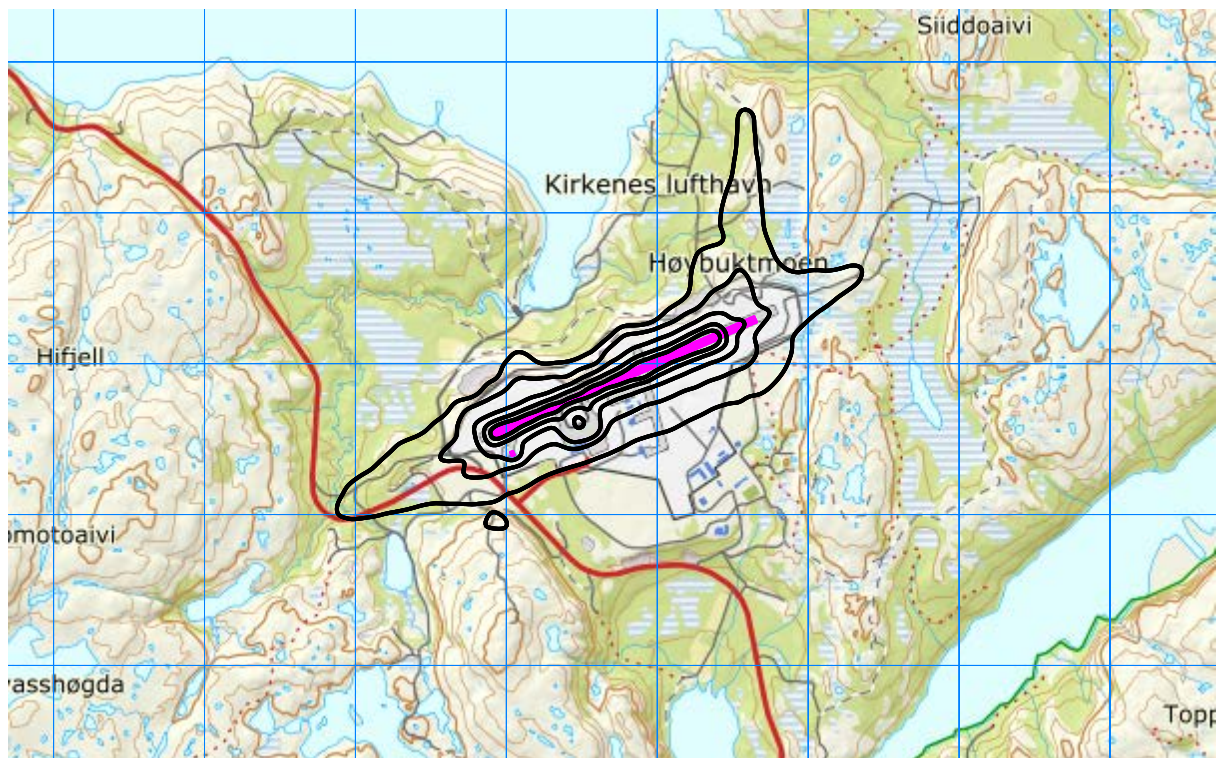 Siiddoaivi
Kirkenes lufthavn
Høybuktmoen
Hifjell
omotoaivi
vasshøgda
Topp